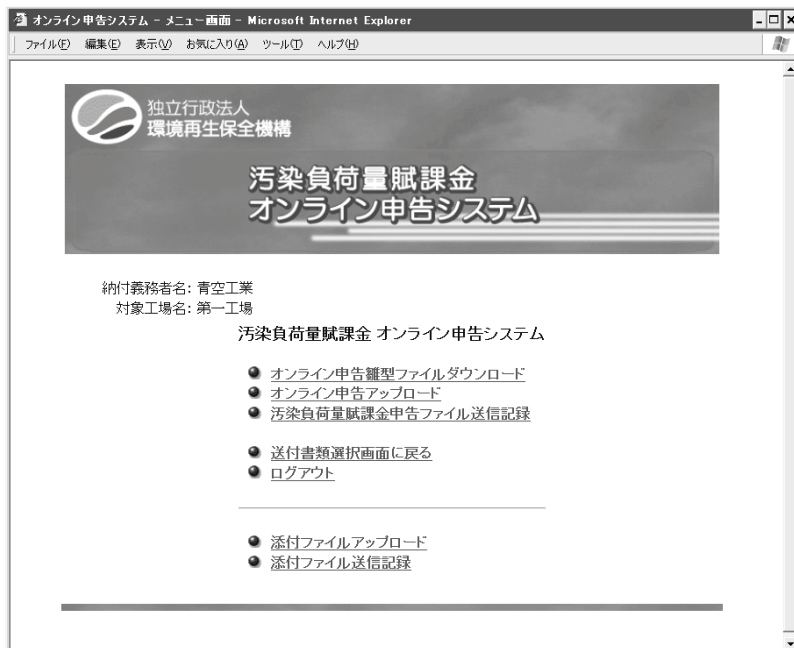 オンライン申告システム - メニュー画面 - Microsoft Internet Explorer
ファイル(F) 編集(E) 表示(V) お気に入り(A) ツール(T) ヘルプ(H)
独立行政法人
環境再生保全機構
汚染負荷量賦課金
オンライン申告システム
納付義務者名: 青空工業
対象工場名: 第一工場
汚染負荷量賦課金 オンライン申告システム
オンライン申告雛型ファイルダウンロード
オンライン申告アップロード
汚染負荷量賦課金申告ファイル送信記録
送付書類選択画面に戻る
ログアウト
添付ファイルアップロード
添付ファイル送信記録